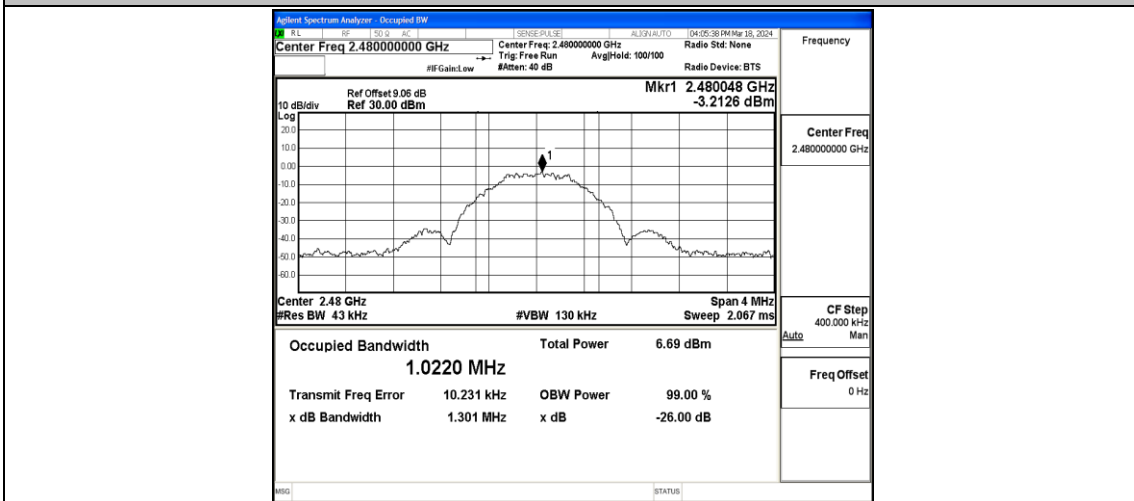 Agilent Spectrum Analyzer - Occupied BW
RL RF 50 Ω AC SENSE:PULSE ALIGN AUTO 04:05:38 PM Mar 18, 2024
Center Freq 2.480000000 GHz
Center Freq: 2.480000000 GHz
Radio Std: None
Trig: Free Run Avg|Hold: 100/100
#IFGain:Low #Atten: 40 dB Radio Device: BTS
Frequency
Mkr1 2.480048 GHz
-3.2126 dBm
Ref Offset 9.06 dB
10 dB/div Ref 30.00 dBm
Log
20.0
10.0
0.00
-10.0
-20.0
-30.0
-40.0
-50.0
-60.0
1
Center 2.48 GHz Span 4 MHz
#Res BW 43 kHz #VBW 130 kHz Sweep 2.067 ms
Center Freq
2.480000000 GHz
CF Step
400.000 kHz
Auto Man
Freq Offset
0 Hz
Occupied Bandwidth Total Power 6.69 dBm
1.0220 MHz
Transmit Freq Error 10.231 kHz OBW Power 99.00 %
x dB Bandwidth 1.301 MHz x dB -26.00 dB
MSG STATUS